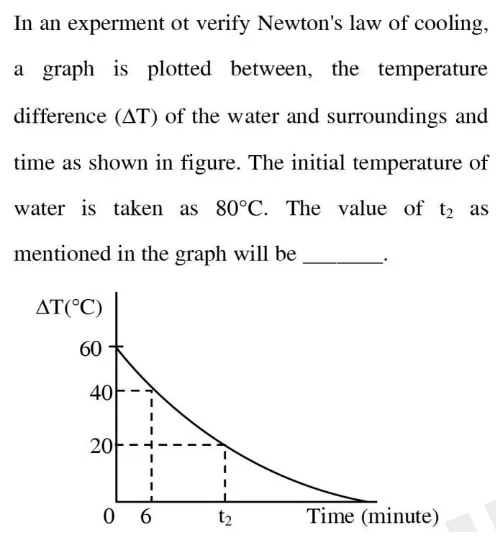 In an experment ot verify Newton's law of cooling,
a graph is plotted between, the temperature
difference (ΔT) of the water and surroundings and
time as shown in figure. The initial temperature of
water is taken as 80°C. The value of t₂ as
mentioned in the graph will be ________.
ΔT(°C)
60
40
20
0 6 t₂ Time (minute)